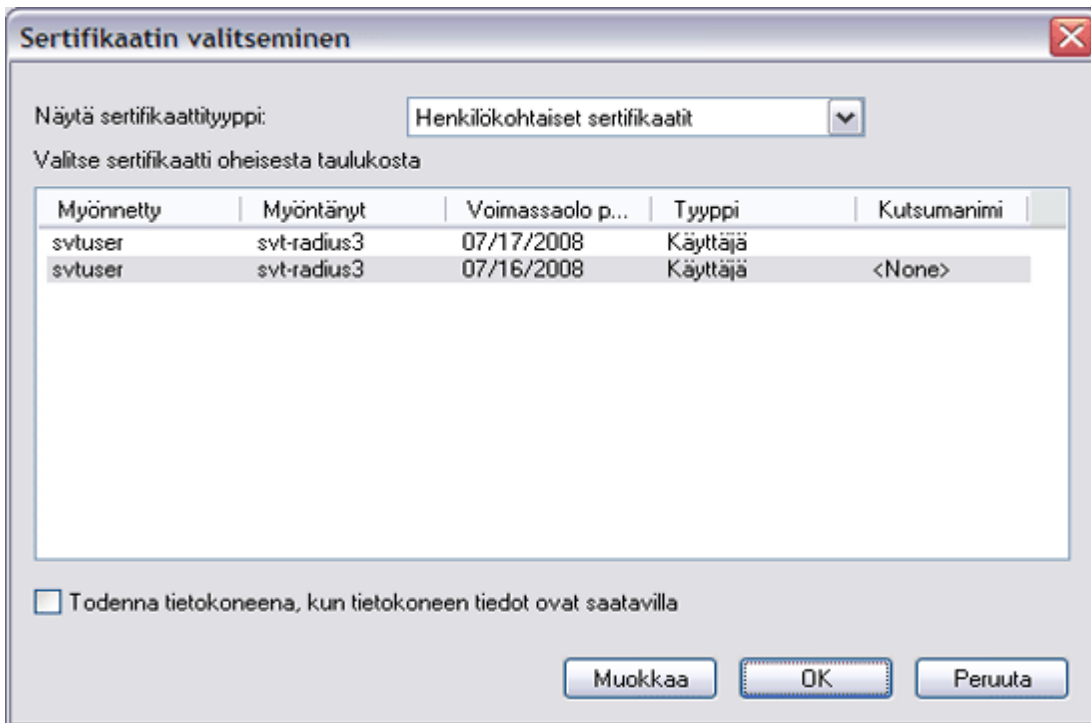 Sertifikaatin valitseminen
Näytä sertifikaattityyppi: Henkilökohtaiset sertifikaatit
Valitse sertifikaatti oheisesta taulukosta
Myönnetty Myöntänyt Voimassaolo p... Tyyppi Kutsumanimi
svtuser svt-radius3 07/17/2008 Käyttäjä
svtuser svt-radius3 07/16/2008 Käyttäjä <None>
Todenna tietokoneena, kun tietokoneen tiedot ovat saatavilla
Muokkaa OK Peruuta